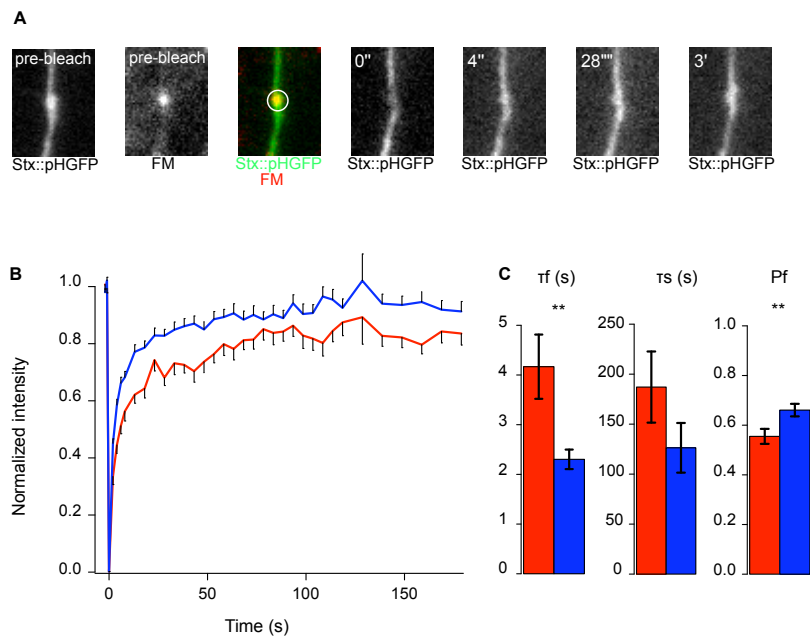 A
pre-bleach
pre-bleach
0"
4"
28""
3'
Stx::pHGFP
FM
Stx::pHGFP
FM
Stx::pHGFP
Stx::pHGFP
Stx::pHGFP
Stx::pHGFP
B
Normalized intensity
1.0
0.8
0.6
0.4
0.2
0.0
0
50
100
150
Time (s)
C
τf (s)
τs (s)
Pf
**
**
5
4
3
2
1
0
250
200
150
100
50
0
1.0
0.8
0.6
0.4
0.2
0.0